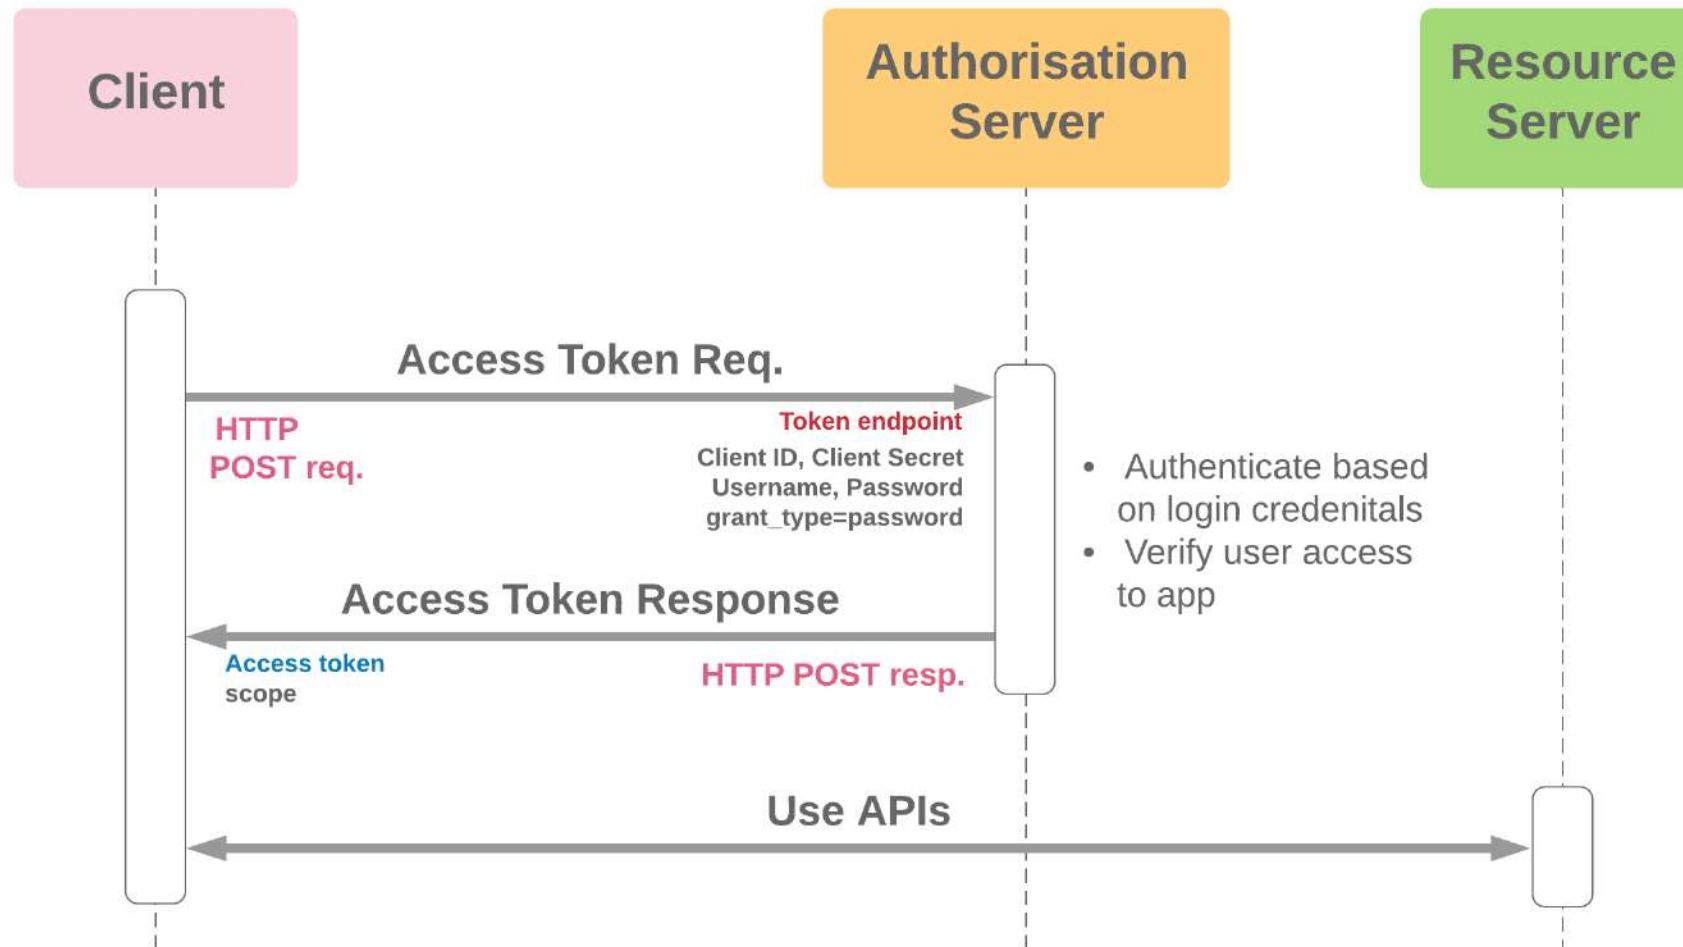 Client
Authorisation
Server
Resource
Server
Access Token Req.
HTTP
POST req.
Token endpoint
Client ID, Client Secret
Username, Password
grant_type=password
• Authenticate based
on login credenitals
• Verify user access
to app
Access Token Response
Access token
scope
HTTP POST resp.
Use APIs